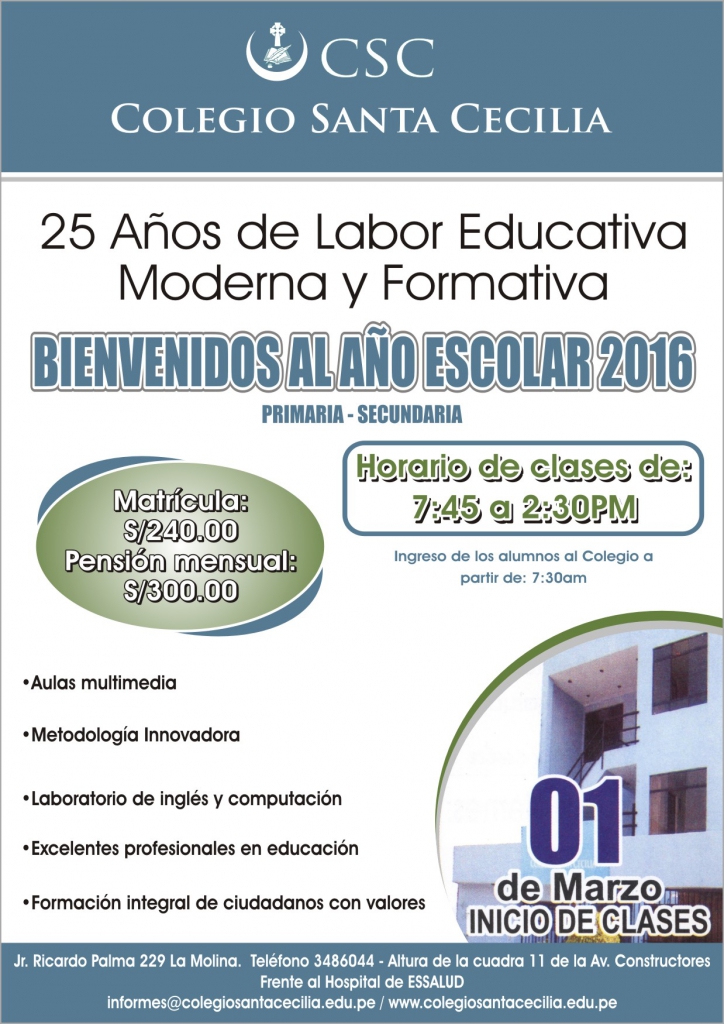 CSC
COLEGIO SANTA CECILIA
25 Años de Labor Educativa
Moderna y Formativa
BIENVENIDOS AL AÑO ESCOLAR 2016
PRIMARIA - SECUNDARIA
Matrícula:
S/240.00
Pensión mensual:
S/300.00
Horario de clases de:
7:45 a 2:30PM
Ingreso de los alumnos al Colegio a
partir de: 7:30am
•Aulas multimedia
•Metodología Innovadora
•Laboratorio de inglés y computación
•Excelentes profesionales en educación
•Formación integral de ciudadanos con valores
01
de Marzo
INICIO DE CLASES
Jr. Ricardo Palma 229 La Molina. Teléfono 3486044 - Altura de la cuadra 11 de la Av. Constructores
Frente al Hospital de ESSALUD
informes@colegiosantacecilia.edu.pe / www.colegiosantacecilia.edu.pe